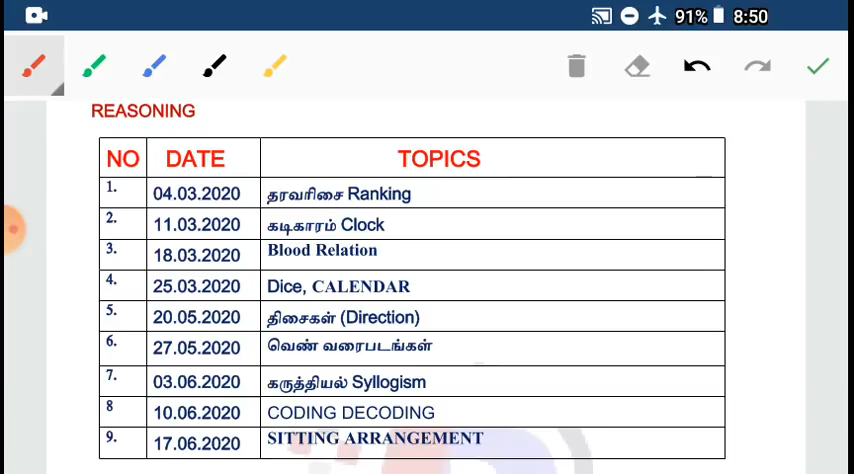 91% 8:50
REASONING
NO DATE TOPICS
1. 04.03.2020 தரவரிசை Ranking
2. 11.03.2020 கடிகாரம் Clock
3. 18.03.2020 Blood Relation
4. 25.03.2020 Dice, CALENDAR
5. 20.05.2020 திசைகள் (Direction)
6. 27.05.2020 வெண் வரைபடங்கள்
7. 03.06.2020 கருத்தியல் Syllogism
8 10.06.2020 CODING DECODING
9. 17.06.2020 SITTING ARRANGEMENT